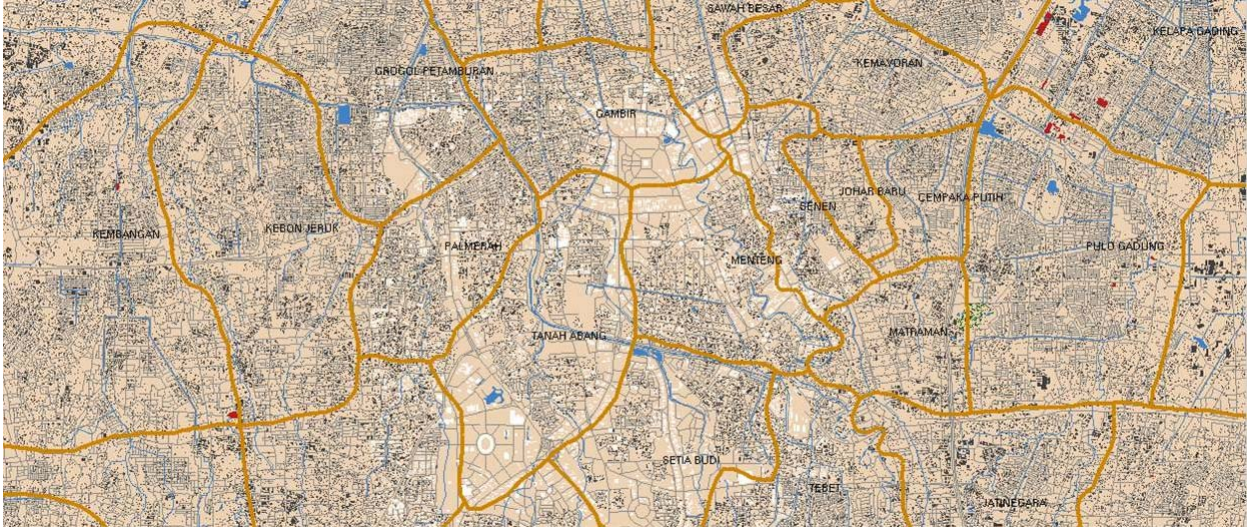 SAWAH BESAR
KELAPA GADING
KEMAYORAN
GROGOL PETAMBURAN
GAMBIR
JOHAR BARU
CEMPAKA PUTIH
SENEN
KEMBANGAN
KEBON JERUK
PALMERAH
PULO GADUNG
MENTENG
TANAH ABANG
MATRAMAN
SETIA BUDI
TEBET
JATINEGARA